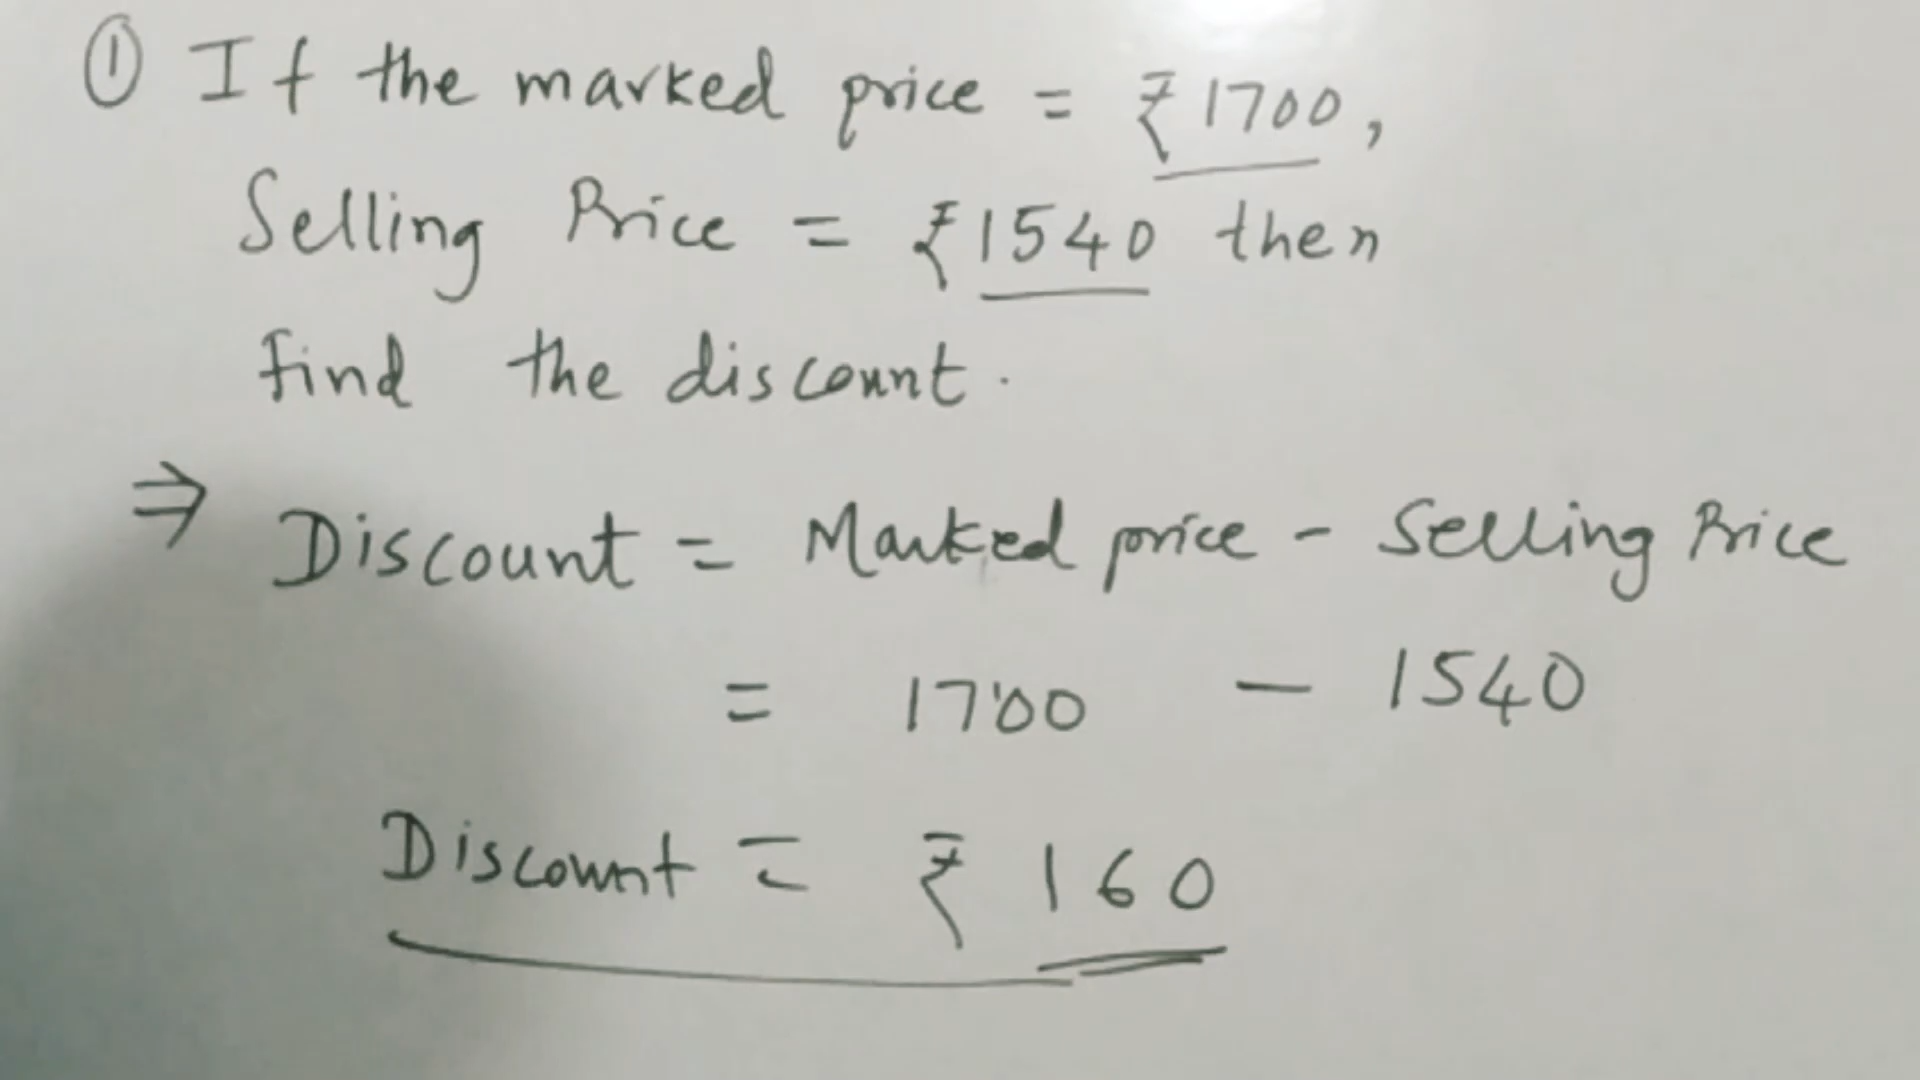 ① If the marked price = ₹1700,
Selling Price = ₹1540 then
find the discount.
⇒ Discount = Marked price - Selling Price
= 1700 - 1540
Discount = ₹ 160